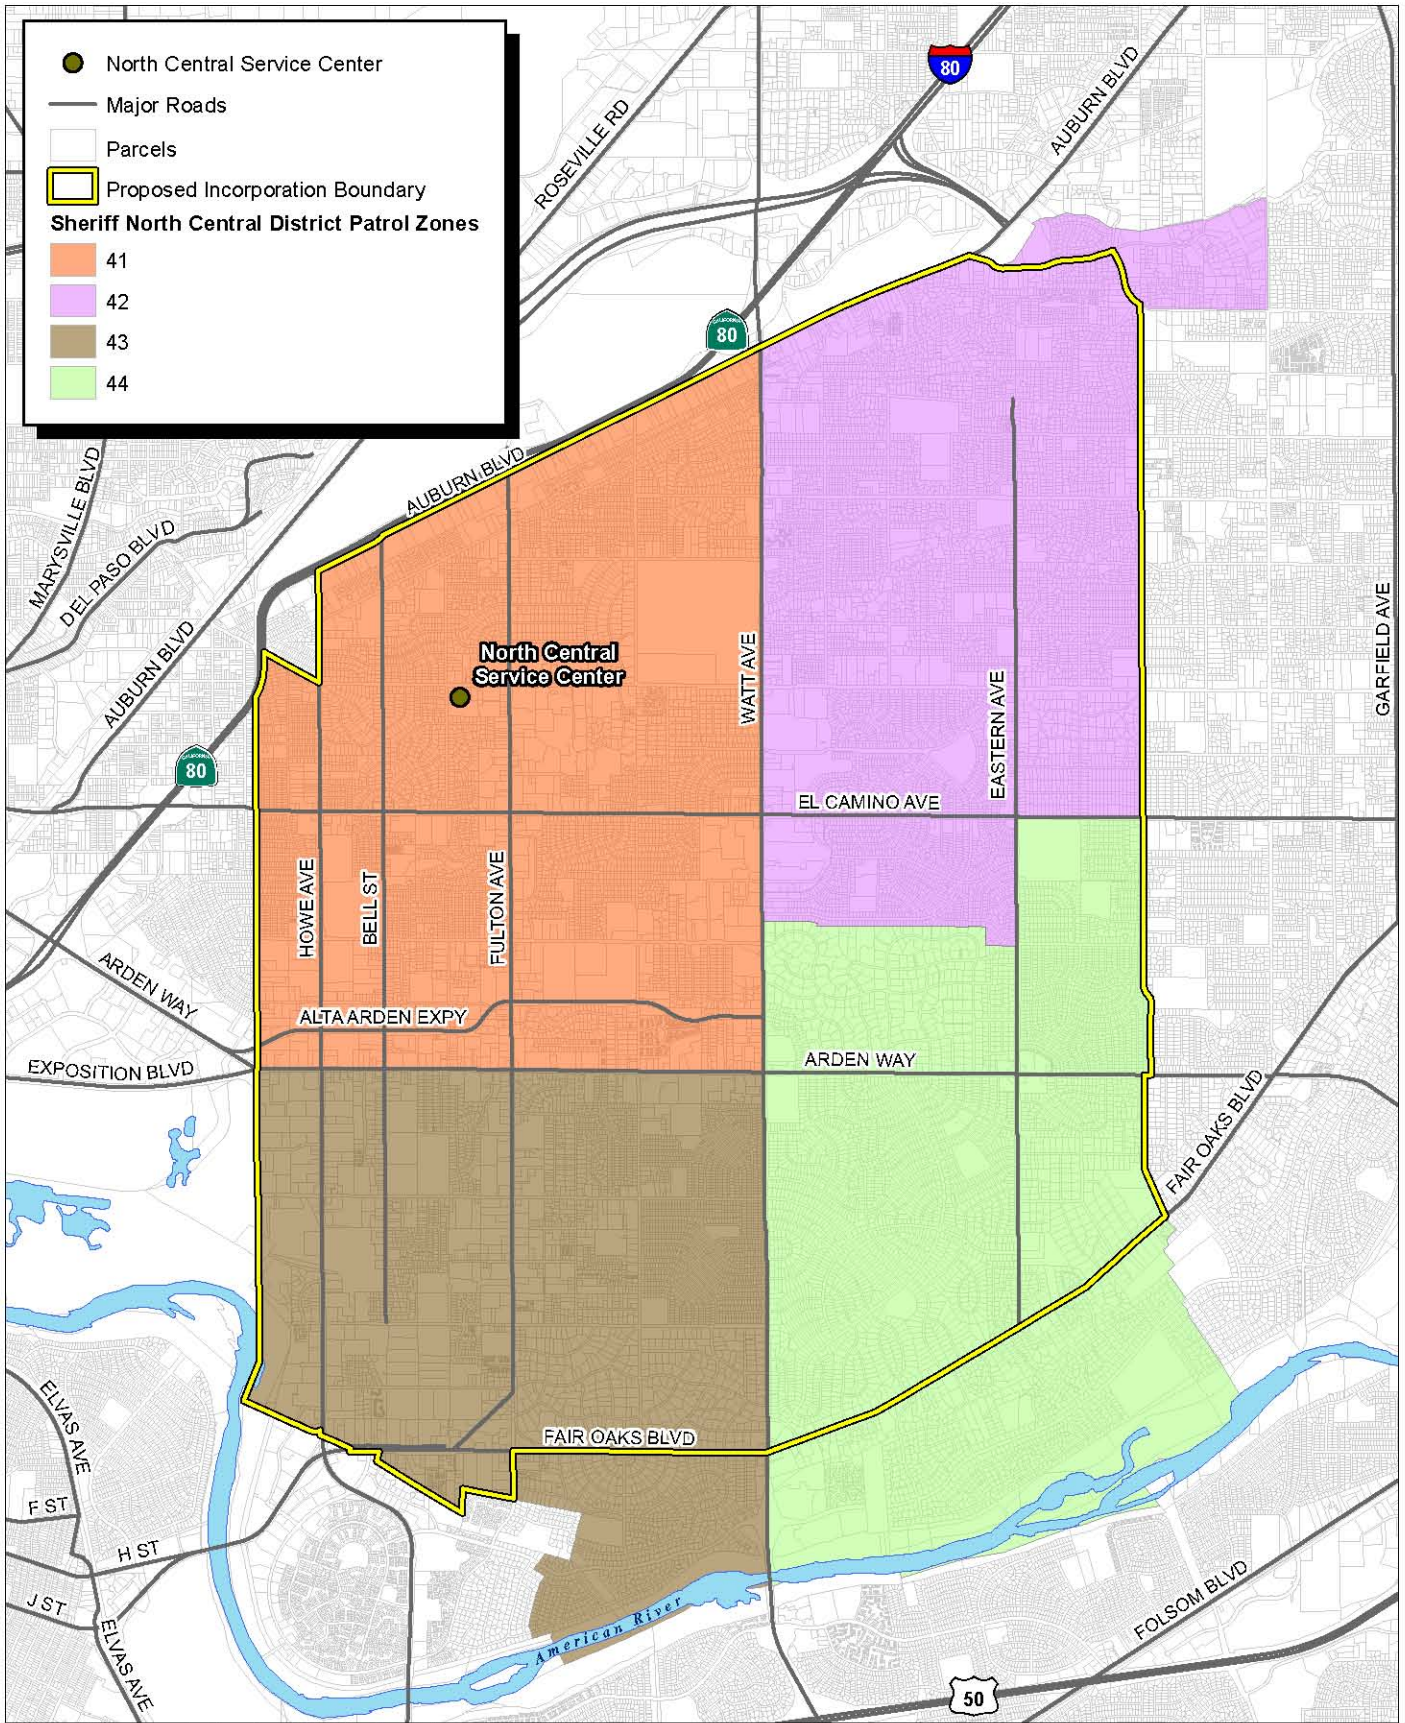 North Central Service Center
Major Roads
Parcels
Proposed Incorporation Boundary
Sheriff North Central District Patrol Zones
41
42
43
44
80
AUBURN BLVD
ROSEVILLE RD
80
AUBURN BLVD
MARYSVILLE BLVD
DEL PASO BLVD
AUBURN BLVD
80
North Central
Service Center
WATT AVE
EASTERN AVE
GARFIELD AVE
EL CAMINO AVE
HOWE AVE
BELL ST
FULTON AVE
ARDEN WAY
ALTA ARDEN EXPY
EXPOSITION BLVD
ARDEN WAY
FAIR OAKS BLVD
FAIR OAKS BLVD
ELVAS AVE
F ST
H ST
J ST
ELVAS AVE
American River
FOLSOM BLVD
50